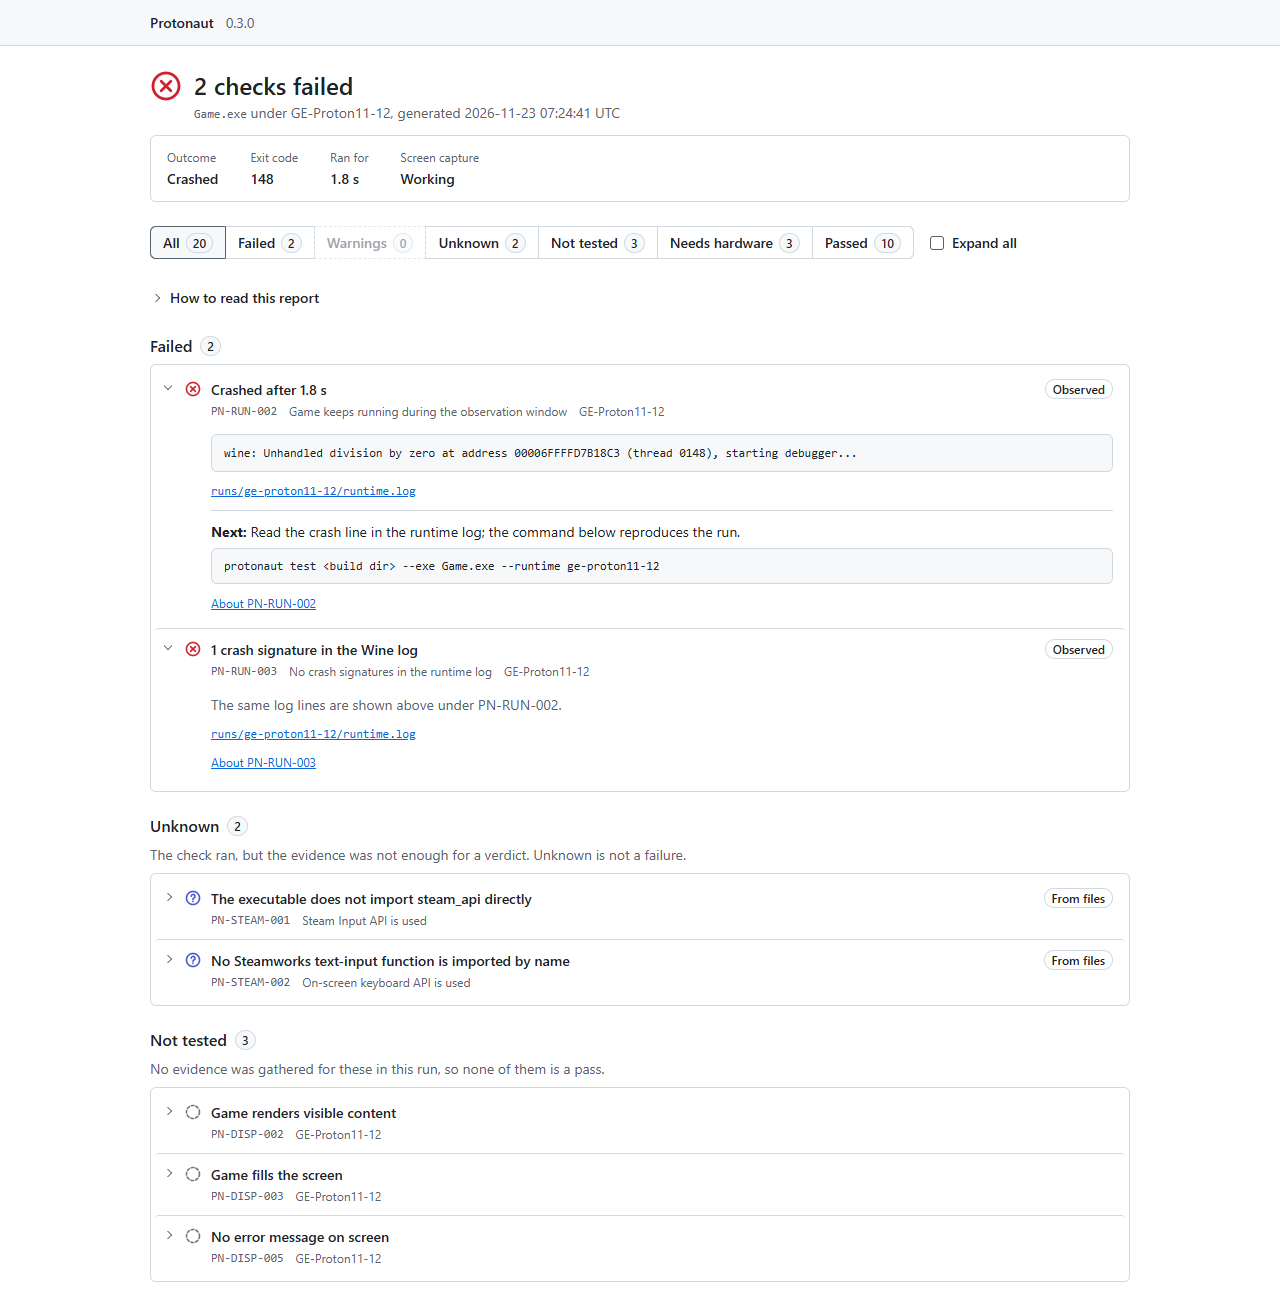 Protonaut 0.3.0
2 checks failed
Game.exe under GE-Proton11-12, generated 2026-11-23 07:24:41 UTC
Outcome Exit code Ran for Screen capture
Crashed 148 1.8 s Working
All 20 Failed 2 Warnings 0 Unknown 2 Not tested 3 Needs hardware 3 Passed 10 Expand all
How to read this report
Failed 2
Crashed after 1.8 s Observed
PN-RUN-002 Game keeps running during the observation window GE-Proton11-12
wine: Unhandled division by zero at address 00006FFFFD7B18C3 (thread 0148), starting debugger...
runs/ge-proton11-12/runtime.log
Next: Read the crash line in the runtime log; the command below reproduces the run.
protonaut test <build dir> --exe Game.exe --runtime ge-proton11-12
About PN-RUN-002
1 crash signature in the Wine log Observed
PN-RUN-003 No crash signatures in the runtime log GE-Proton11-12
The same log lines are shown above under PN-RUN-002.
runs/ge-proton11-12/runtime.log
About PN-RUN-003
Unknown 2
The check ran, but the evidence was not enough for a verdict. Unknown is not a failure.
The executable does not import steam_api directly From files
PN-STEAM-001 Steam Input API is used
No Steamworks text-input function is imported by name From files
PN-STEAM-002 On-screen keyboard API is used
Not tested 3
No evidence was gathered for these in this run, so none of them is a pass.
Game renders visible content
PN-DISP-002 GE-Proton11-12
Game fills the screen
PN-DISP-003 GE-Proton11-12
No error message on screen
PN-DISP-005 GE-Proton11-12